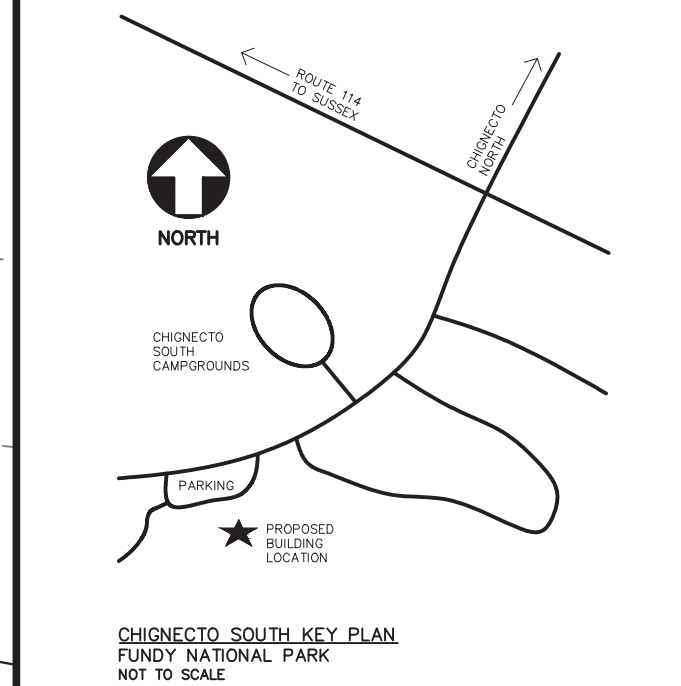 ROUTE 114
TO SUSSEX
CHIGNECTO
NORTH
NORTH
CHIGNECTO
SOUTH
CAMPGROUNDS
PARKING
PROPOSED
BUILDING
LOCATION
CHIGNECTO SOUTH KEY PLAN
FUNDY NATIONAL PARK
NOT TO SCALE